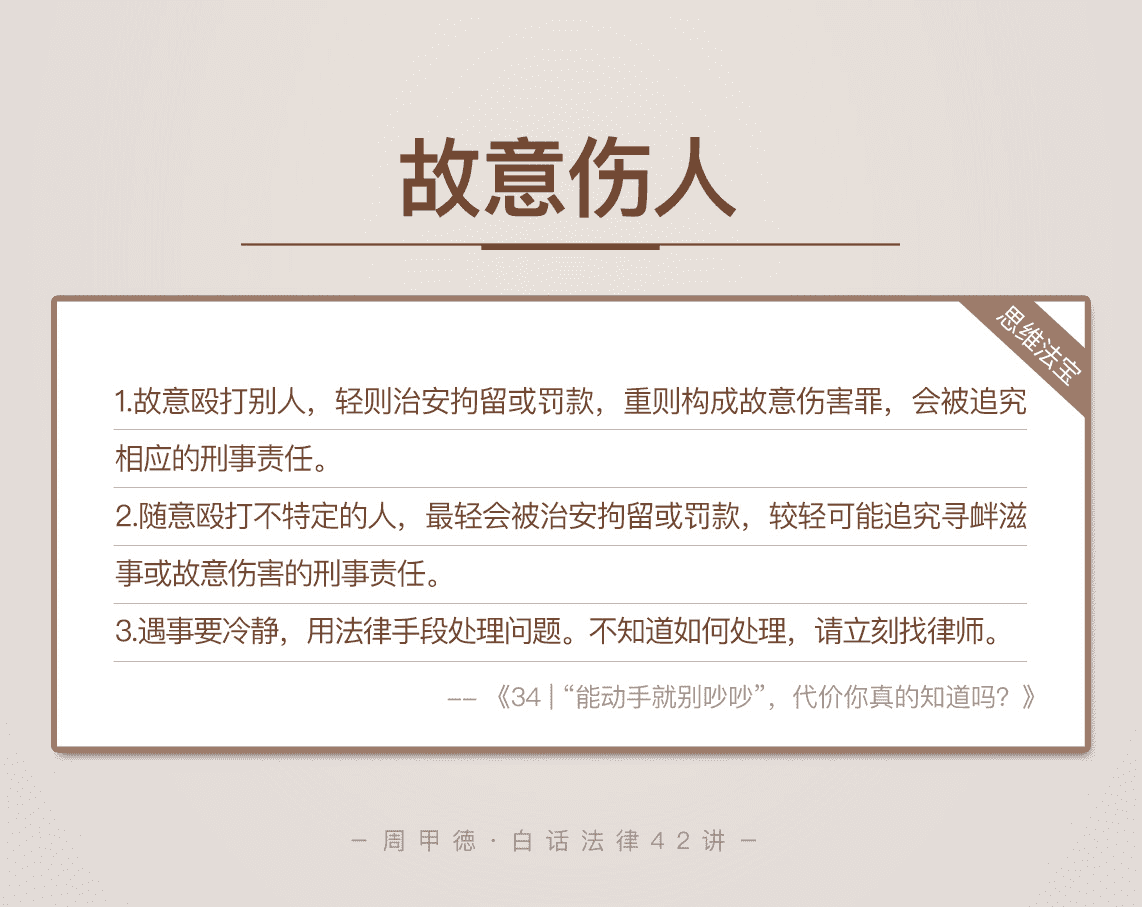 故意伤人
思维法宝
1.故意殴打别人，轻则治安拘留或罚款，重则构成故意伤害罪，会被追究
相应的刑事责任。
2.随意殴打不特定的人，最轻会被治安拘留或罚款，较轻可能追究寻衅滋
事或故意伤害的刑事责任。
3.遇事要冷静，用法律手段处理问题。不知道如何处理，请立刻找律师。
-- 《34 | “能动手就别吵吵”，代价你真的知道吗？》
— 周甲德 · 白话法律42讲 —